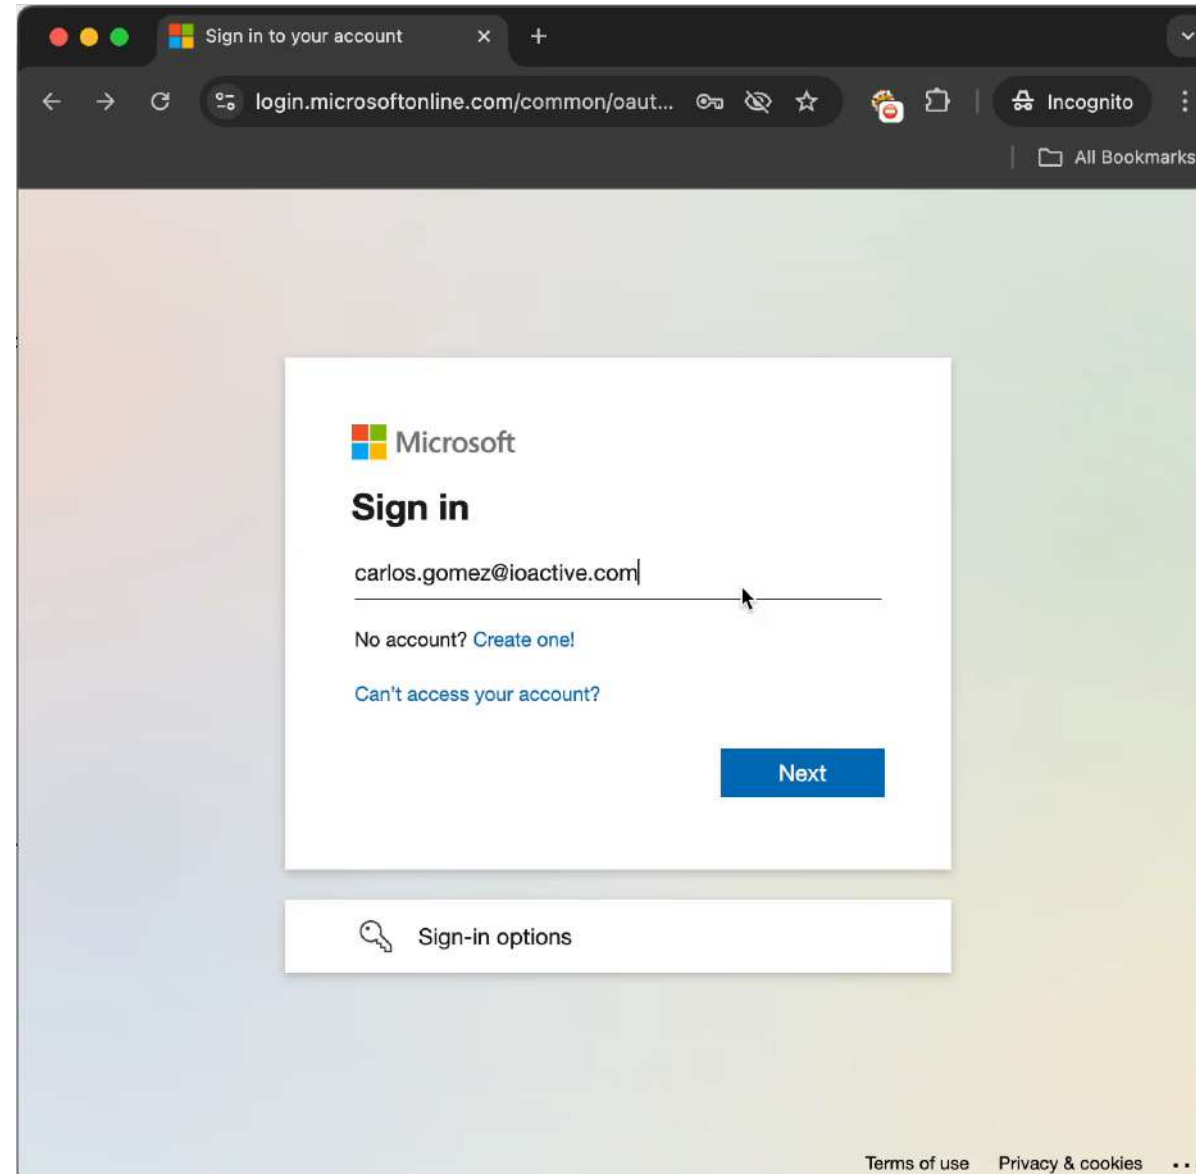 Sign in to your account
login.microsoftonline.com/common/oaut...
Incognito
All Bookmarks
Microsoft
Sign in
carlos.gomez@ioactive.com
No account? Create one!
Can't access your account?
Next
Sign-in options
Terms of use Privacy & cookies